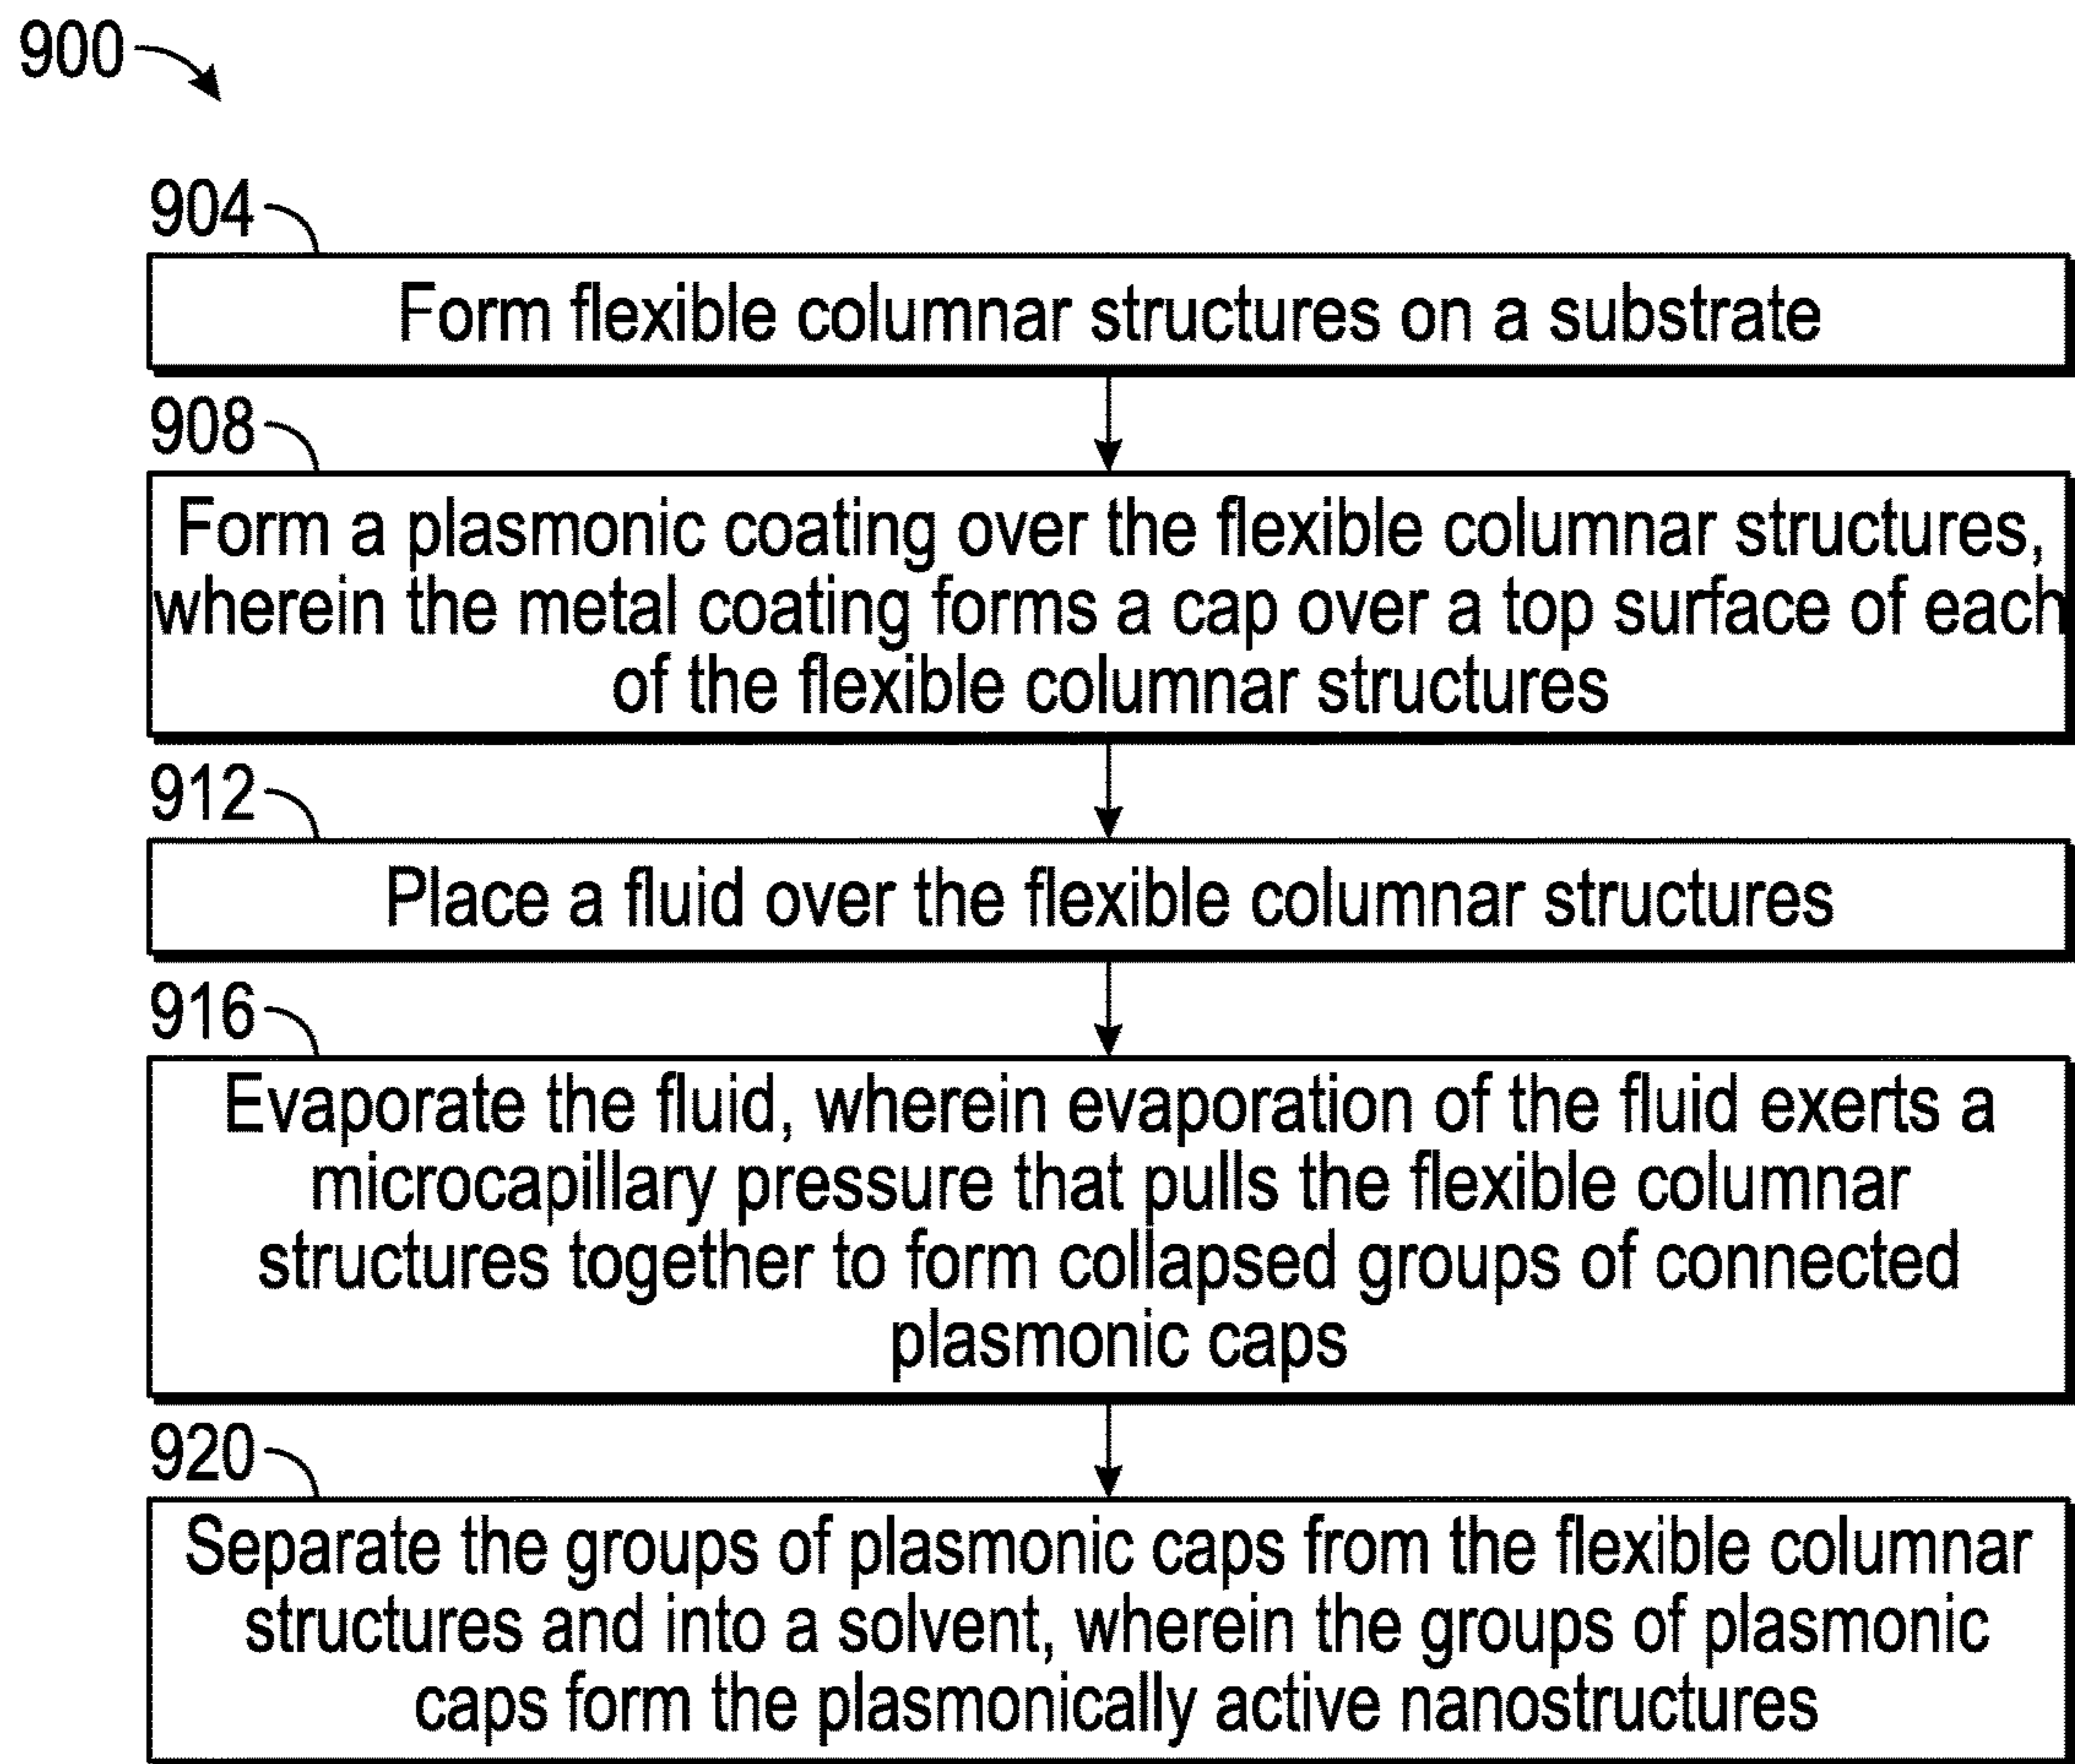 900
904
Form flexible columnar structures on a substrate
908
Form a plasmonic coating over the flexible columnar structures,
wherein the metal coating forms a cap over a top surface of each
of the flexible columnar structures
912
Place a fluid over the flexible columnar structures
916
Evaporate the fluid, wherein evaporation of the fluid exerts a
microcapillary pressure that pulls the flexible columnar
structures together to form collapsed groups of connected
plasmonic caps
920
Separate the groups of plasmonic caps from the flexible columnar
structures and into a solvent, wherein the groups of plasmonic
caps form the plasmonically active nanostructures